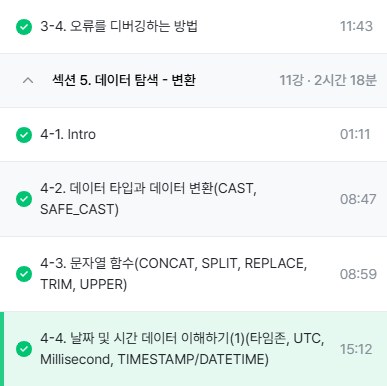 3-4. 오류를 디버깅하는 방법 11:43
섹션 5. 데이터 탐색 - 변환 11강 · 2시간 18분
4-1. Intro 01:11
4-2. 데이터 타입과 데이터 변환(CAST,
SAFE_CAST) 08:47
4-3. 문자열 함수(CONCAT, SPLIT, REPLACE,
TRIM, UPPER) 08:59
4-4. 날짜 및 시간 데이터 이해하기(1)(타임존, UTC,
Millisecond, TIMESTAMP/DATETIME) 15:12